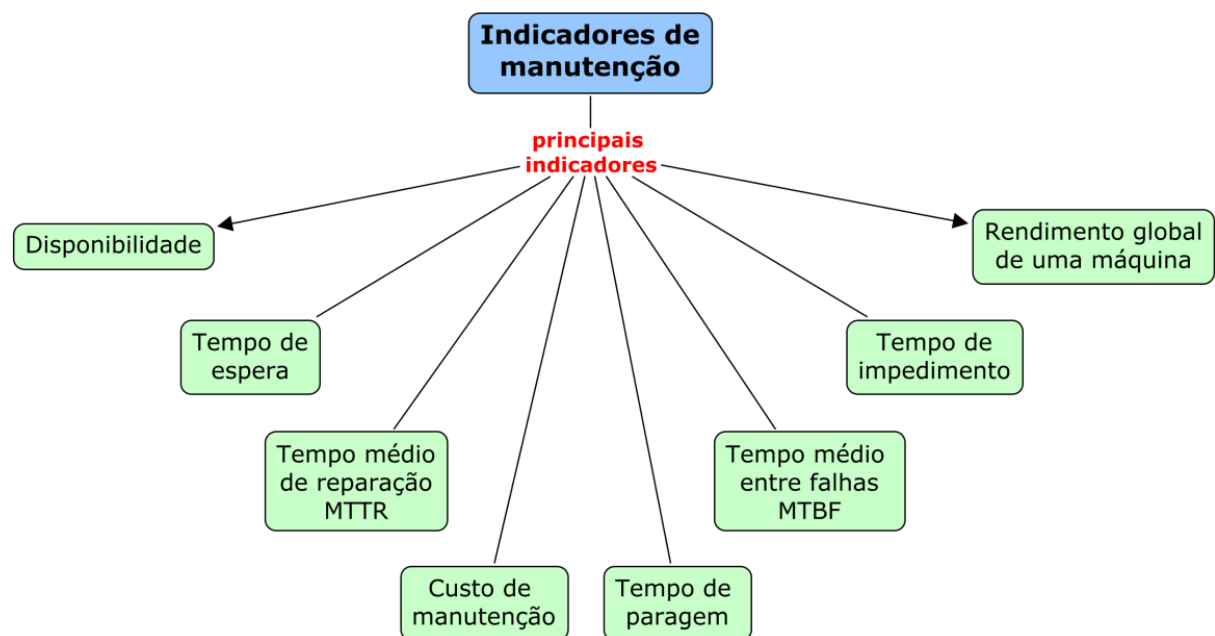 Indicadores de
manutenção
principais
indicadores
Disponibilidade
Rendimento global
de uma máquina
Tempo de
espera
Tempo de
impedimento
Tempo médio
de reparação
MTTR
Tempo médio
entre falhas
MTBF
Custo de
manutenção
Tempo de
paragem